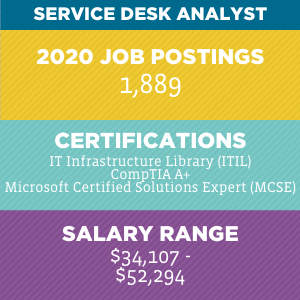 SERVICE DESK ANALYST
2020 JOB POSTINGS
1,889
CERTIFICATIONS
IT Infrastructure Library (ITIL)
CompTIA A+
Microsoft Certified Solutions Expert (MCSE)
SALARY RANGE
$34,107 -
$52,294